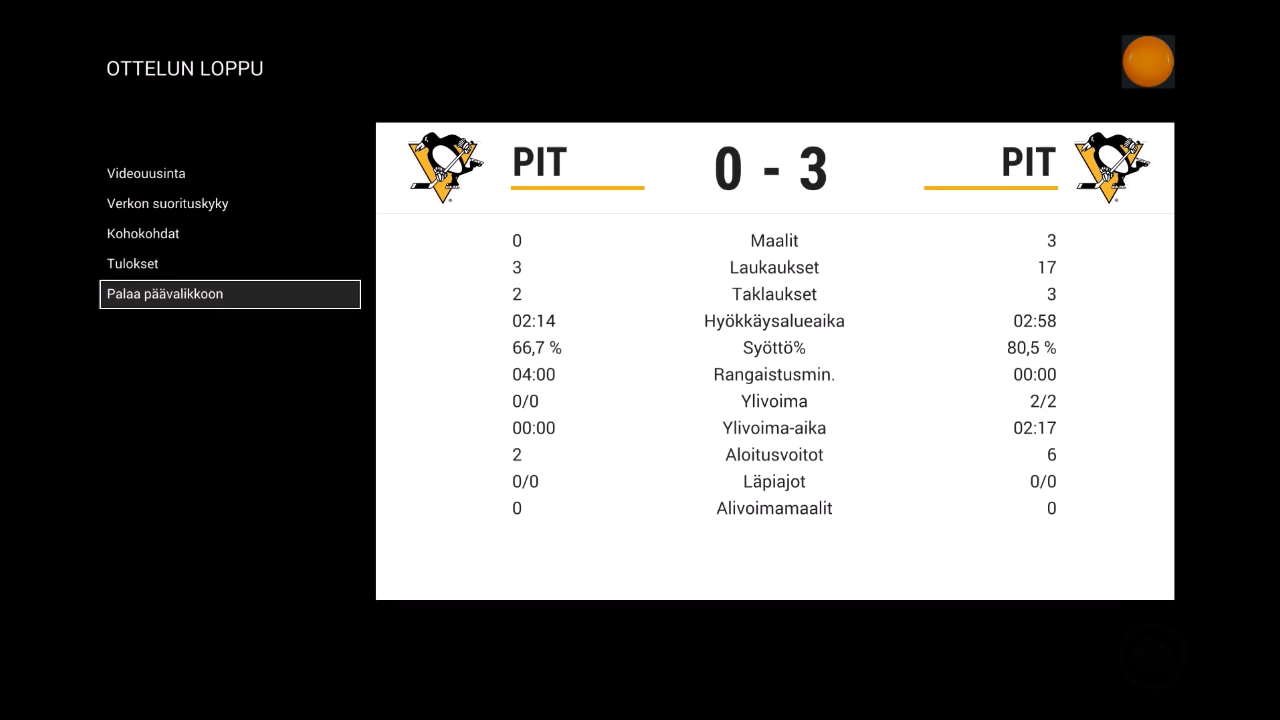 OTTELUN LOPPU
Videouusinta
Verkon suorituskyky
Kohokohdat
Tulokset
Palaa päävalikkoon
PIT 0 - 3 PIT
0 Maalit 3
3 Laukaukset 17
2 Taklaukset 3
02:14 Hyökkäysalueaika 02:58
66,7 % Syöttö% 80,5 %
04:00 Rangaistusmin. 00:00
0/0 Ylivoima 2/2
00:00 Ylivoima-aika 02:17
2 Aloitusvoitot 6
0/0 Läpiajot 0/0
0 Alivoimamaalit 0